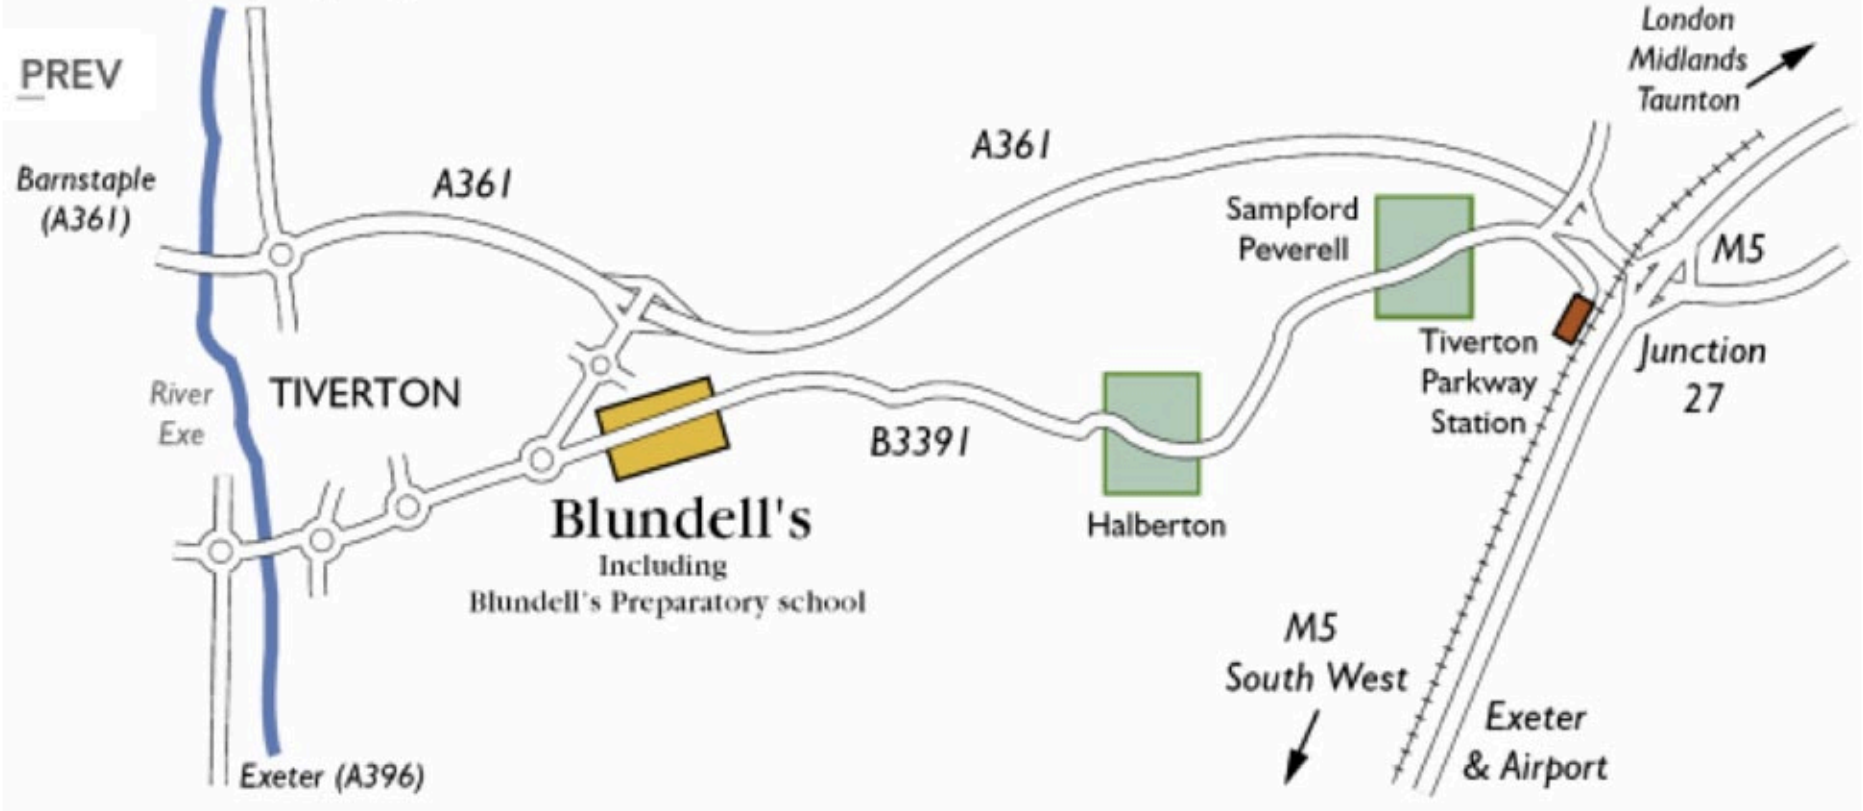 London
Midlands
Taunton
PREV
A361
Barnstaple
(A361)
A361
Sampford
Peverell
M5
Tiverton
Parkway
Station
Junction
27
River
Exe
TIVERTON
B3391
Blundell's
Including
Blundell's Preparatory school
Halberton
M5
South West
Exeter
& Airport
Exeter (A396)